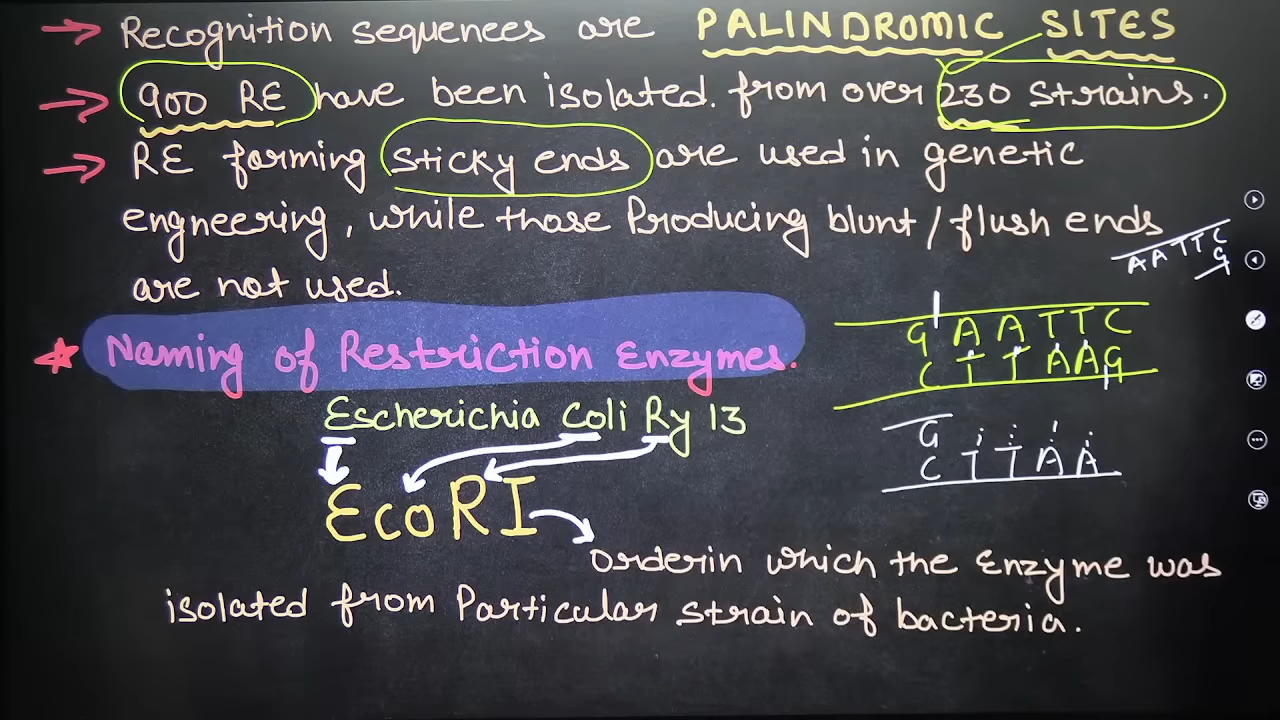 → Recognition sequences are PALINDROMIC SITES
→ 900 RE have been isolated. from over 230 strains.
→ RE forming sticky ends are used in genetic
engneering, while those Producing blunt/flush ends
are not used.
A A T T C
G
★ Naming of Restriction Enzymes.
G A A T T C
C T T A A G
Escherichia Coli Ry 13
G
C T T A A
EcoRI
orderin which the Enzyme was
isolated from Particular strain of bacteria.